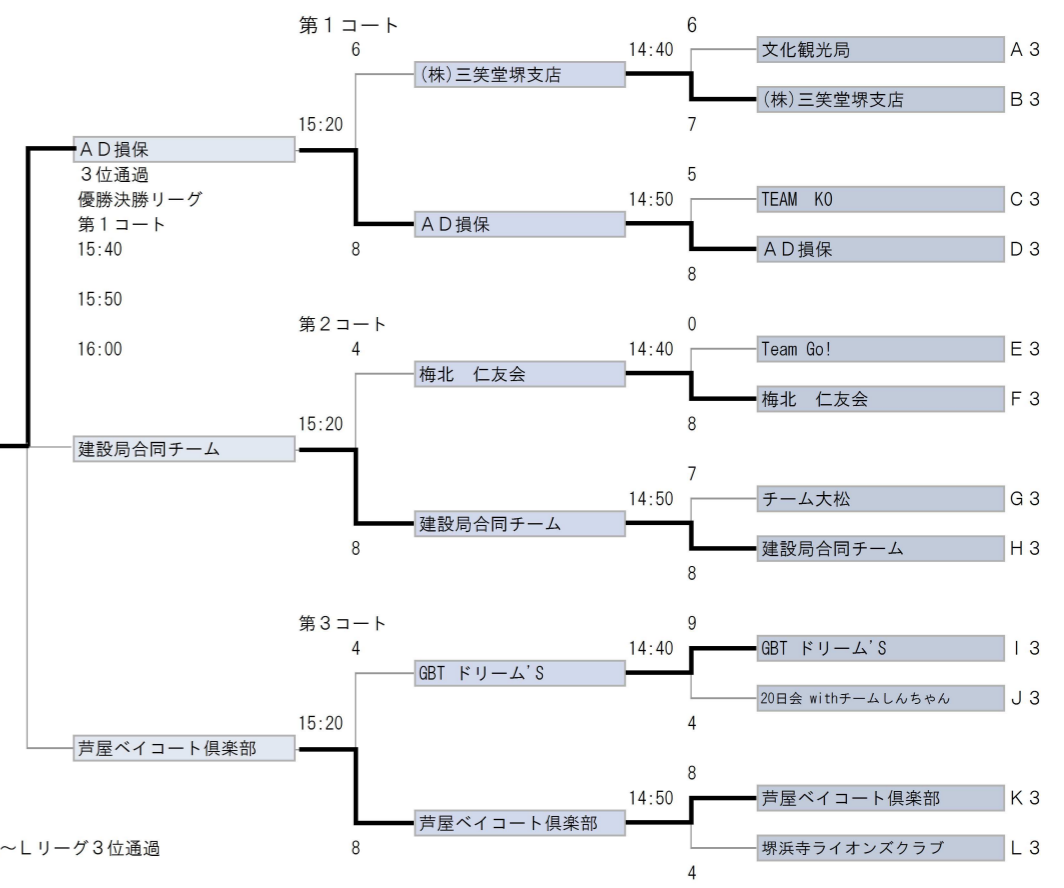 第１コート
6
6
14:40
文化観光局
Ａ３
(株)三笑堂堺支店
(株)三笑堂堺支店
Ｂ３
15:20
7
ＡＤ損保
３位通過
5
優勝決勝リーグ
14:50
TEAM　KO
Ｃ３
第１コート
ＡＤ損保
15:40
8
ＡＤ損保
Ｄ３
8
15:50
第２コート
0
16:00
4
14:40
Team Go!
Ｅ３
梅北　仁友会
梅北　仁友会
Ｆ３
15:20
8
建設局合同チーム
7
14:50
チーム大松
Ｇ３
建設局合同チーム
8
建設局合同チーム
Ｈ３
8
第３コート
9
4
14:40
GBT ドリーム'S
Ｉ３
GBT ドリーム'S
20日会 withチームしんちゃん
Ｊ３
15:20
4
芦屋ベイコート倶楽部
8
14:50
芦屋ベイコート倶楽部
Ｋ３
芦屋ベイコート倶楽部
～Ｌリーグ３位通過
8
堺浜寺ライオンズクラブ
Ｌ３
4